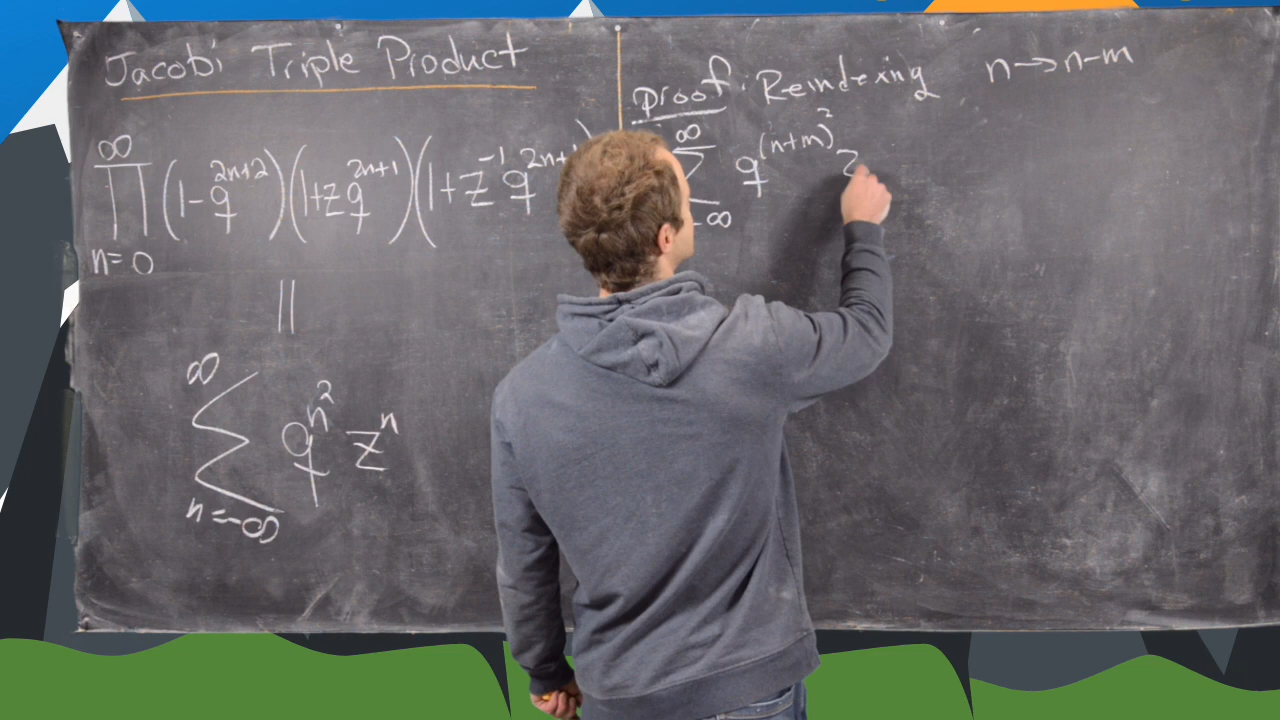 Jacobi Triple Product
∞
∏ (1-q^{2n+2})(1+zq^{2n+1})(1+z^{-1}q^{2n+1})
n=0
||
∞
∑ q^{n^2} z^n
n=-∞
Proof: Reindexing n→n-m
∞
∑ q^{(n+m)^2} z
-∞